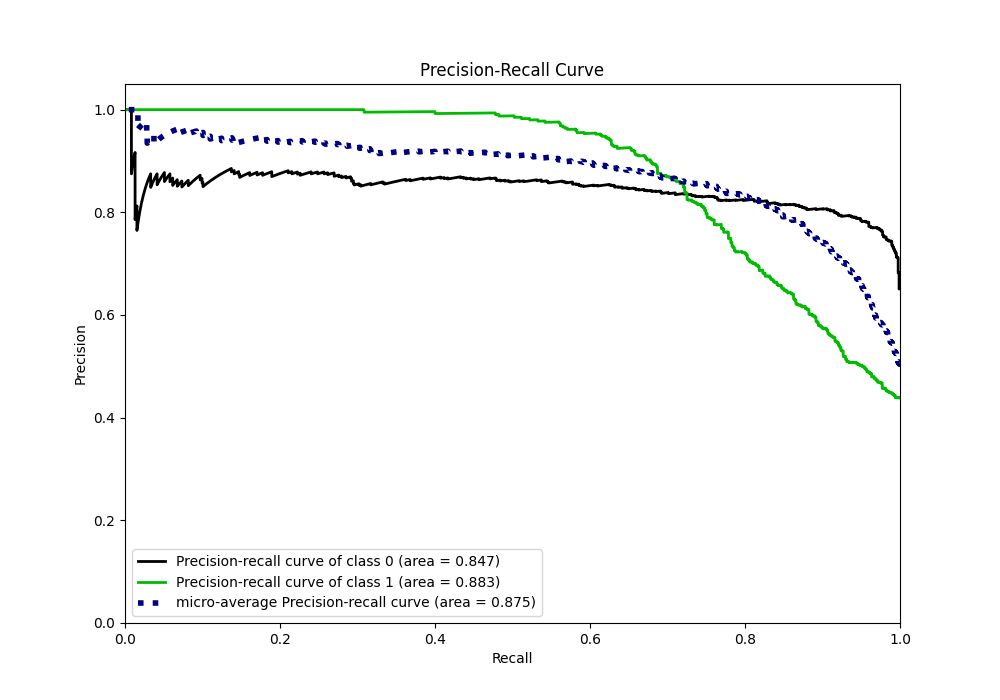 Precision-Recall Curve
1.0
0.8
0.6
0.4
0.2
0.0
Precision
Precision-recall curve of class 0 (area = 0.847)
Precision-recall curve of class 1 (area = 0.883)
micro-average Precision-recall curve (area = 0.875)
0.0 0.2 0.4 0.6 0.8 1.0
Recall